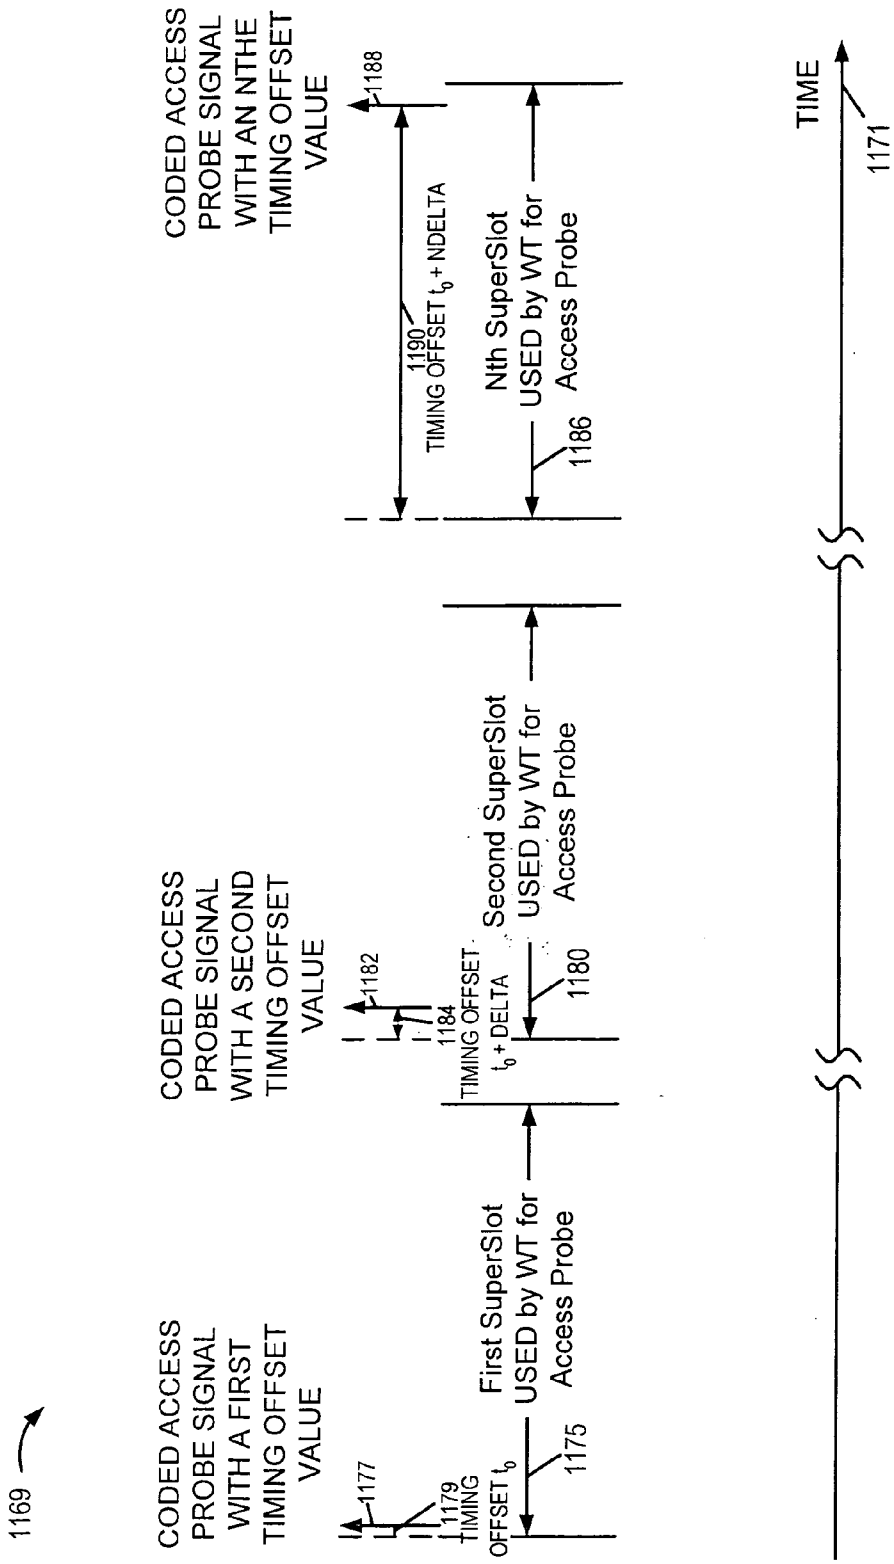 1169
CODED ACCESS
PROBE SIGNAL
WITH A FIRST
TIMING OFFSET
VALUE
1177
1179
TIMING
OFFSET t0
First SuperSlot
USED by WT for
Access Probe
1175
CODED ACCESS
PROBE SIGNAL
WITH A SECOND
TIMING OFFSET
VALUE
1182
1184
TIMING OFFSET
t0 + DELTA
Second SuperSlot
USED by WT for
Access Probe
1180
CODED ACCESS
PROBE SIGNAL
WITH AN NTHE
TIMING OFFSET
VALUE
1188
1190
TIMING OFFSET t0 + NDELTA
Nth SuperSlot
USED by WT for
Access Probe
1186
TIME
1171